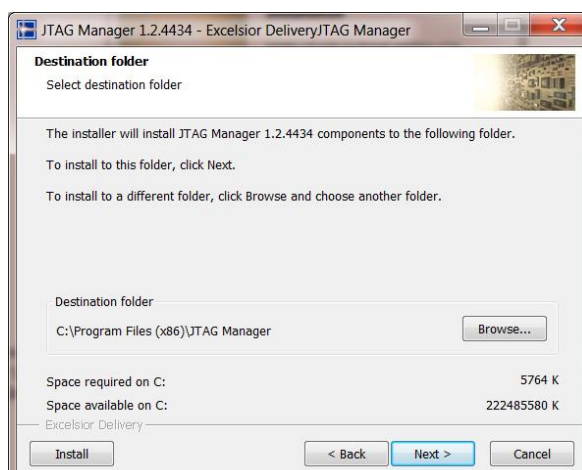 JTAG Manager 1.2.4434 - Excelsior DeliveryJTAG Manager
Destination folder
Select destination folder
The installer will install JTAG Manager 1.2.4434 components to the following folder.
To install to this folder, click Next.
To install to a different folder, click Browse and choose another folder.
Destination folder
C:\Program Files (x86)\JTAG Manager
Browse...
Space required on C: 5764 K
Space available on C: 222485580 K
Excelsior Delivery
Install < Back Next > Cancel